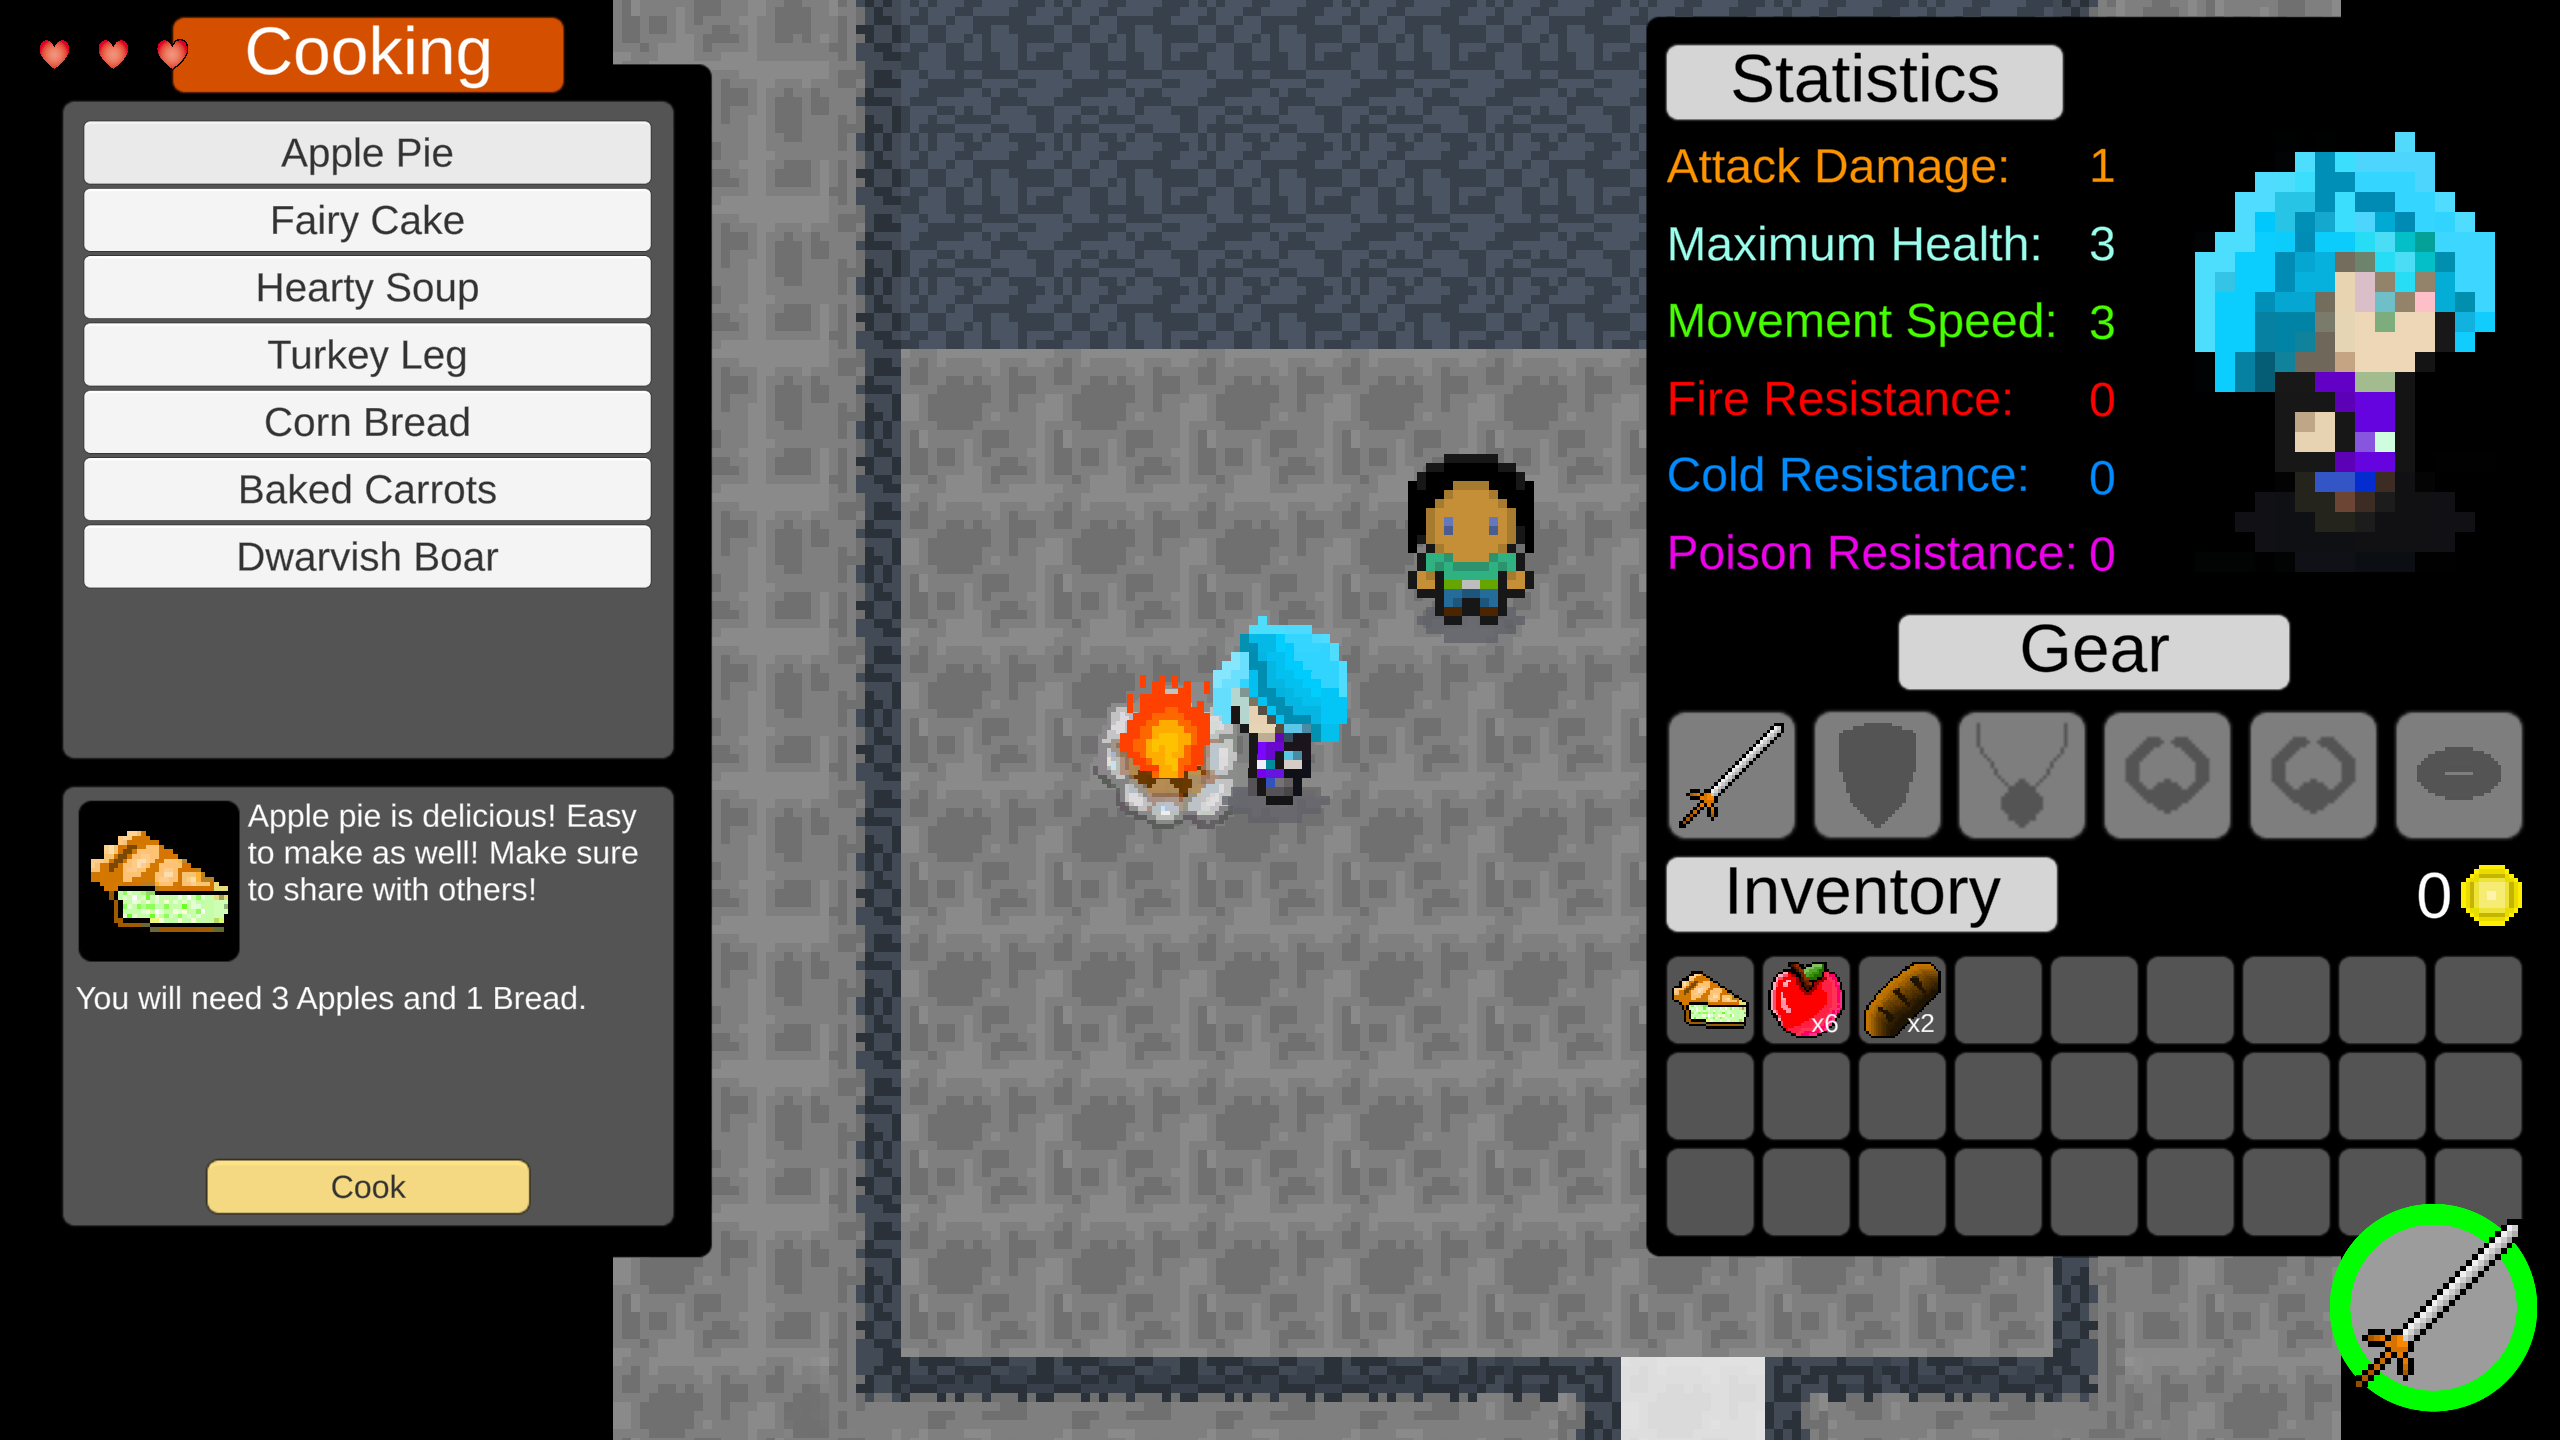 Cooking
Apple Pie
Fairy Cake
Hearty Soup
Turkey Leg
Corn Bread
Baked Carrots
Dwarvish Boar
Apple pie is delicious! Easy
to make as well! Make sure
to share with others!
You will need 3 Apples and 1 Bread.
Cook
Statistics
Attack Damage: 1
Maximum Health: 3
Movement Speed: 3
Fire Resistance: 0
Cold Resistance: 0
Poison Resistance: 0
Gear
Inventory
0
x6
x2